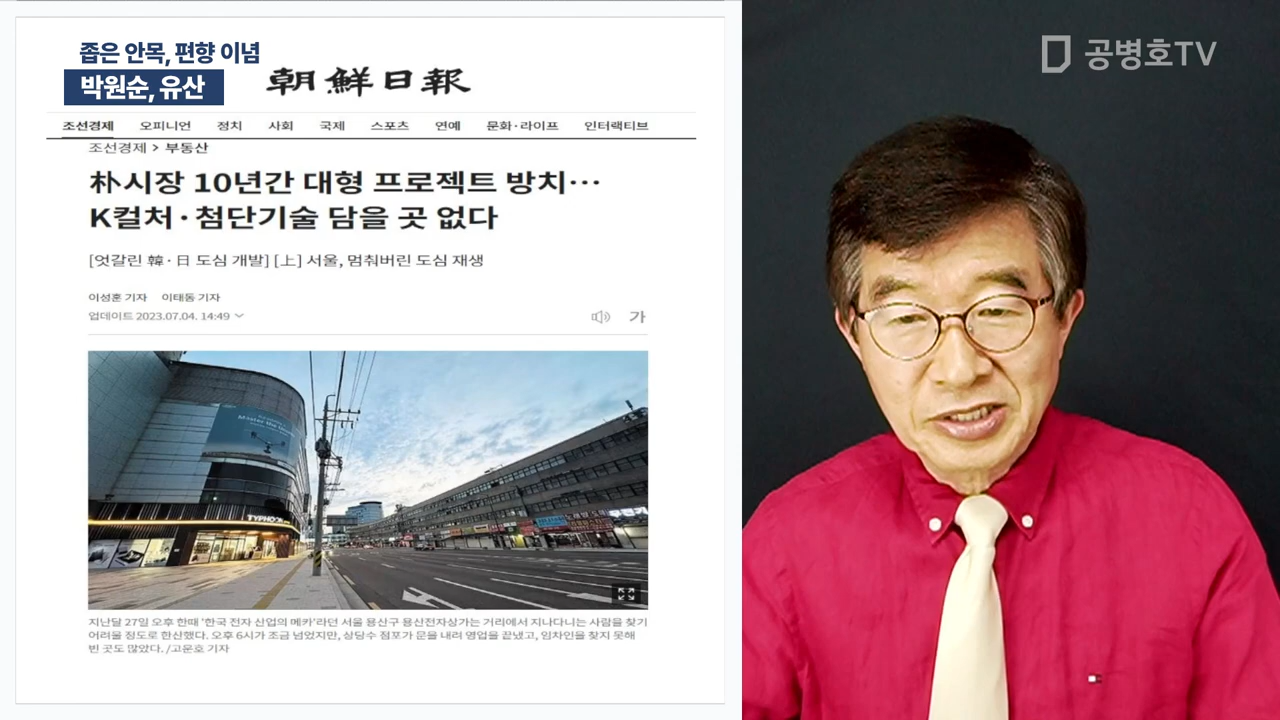 좁은 안목, 편향 이념
박원순, 유산
朝鮮日報
조선경제 오피니언 정치 사회 국제 스포츠 연예 문화·라이프 인터랙티브
조선경제 > 부동산
朴시장 10년간 대형 프로젝트 방치…
K컬처·첨단기술 담을 곳 없다
[엇갈린 韓·日 도심 개발] [上] 서울, 멈춰버린 도심 재생
이성훈 기자 이태동 기자
업데이트 2023.07.04. 14:49
가
TYPHOON
지난달 27일 오후 한때 '한국 전자 산업의 메카'라던 서울 용산구 용산전자상가는 거리에서 지나다니는 사람을 찾기
어려울 정도로 한산했다. 오후 6시가 조금 넘었지만, 상당수 점포가 문을 내려 영업을 끝냈고, 임차인을 찾지 못해
빈 곳도 많았다. /고운호 기자
공병호TV